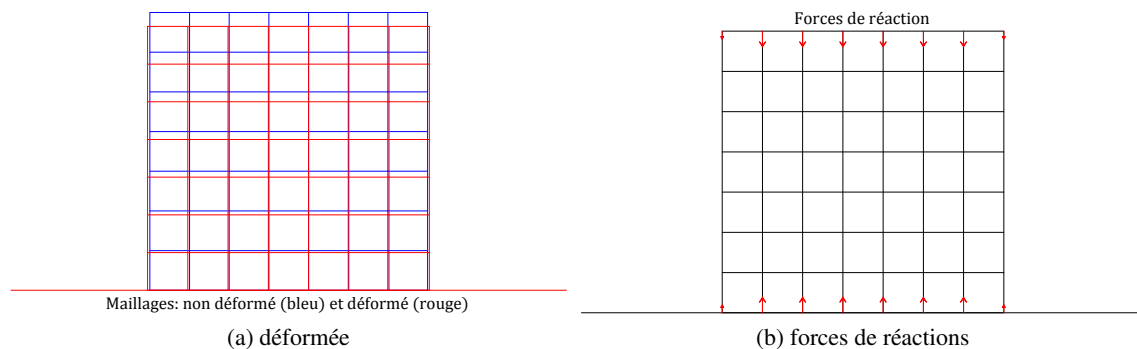 Forces de réaction
Maillages: non déformé (bleu) et déformé (rouge)
(a) déformée
(b) forces de réactions